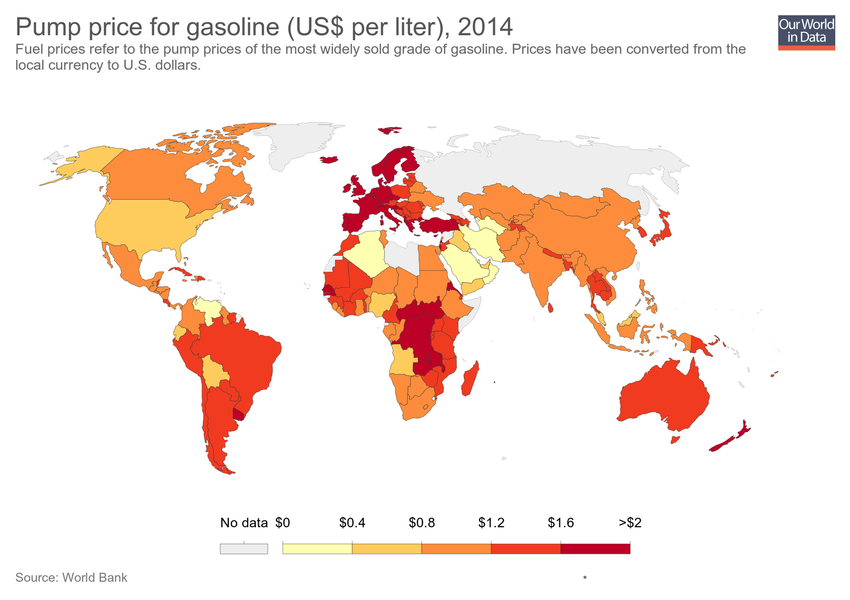 Pump price for gasoline (US$ per liter), 2014
Our World
in Data
Fuel prices refer to the pump prices of the most widely sold grade of gasoline. Prices have been converted from the
local currency to U.S. dollars.
No data $0 $0.4 $0.8 $1.2 $1.6 >$2
Source: World Bank